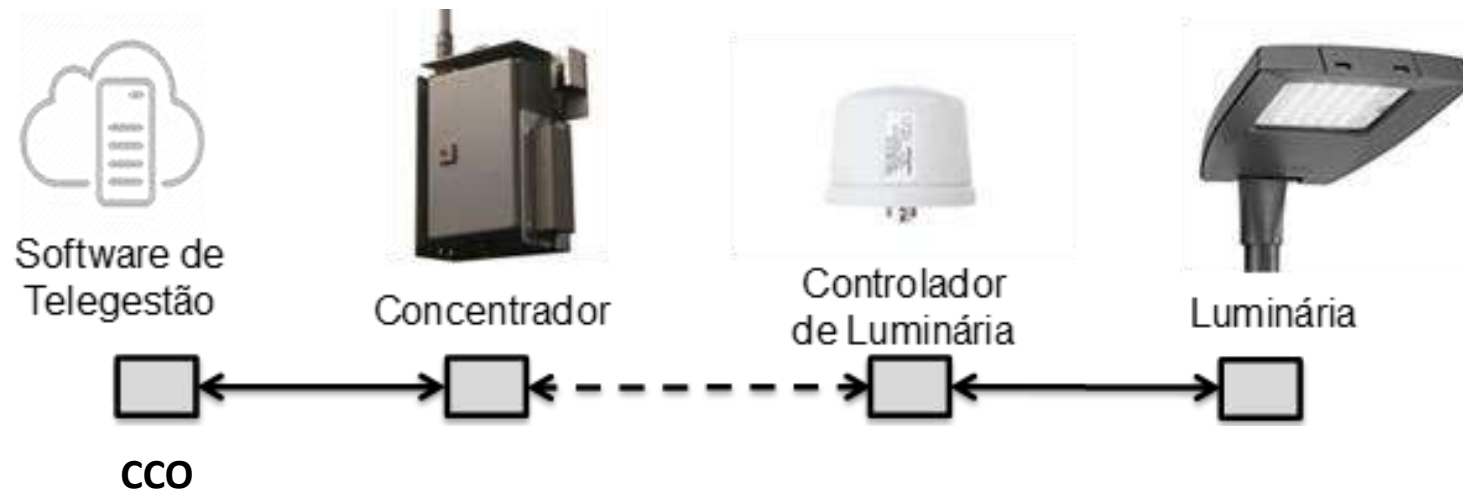 Software de
Telegestão
Concentrador
Controlador
de Luminária
Luminária
CCO